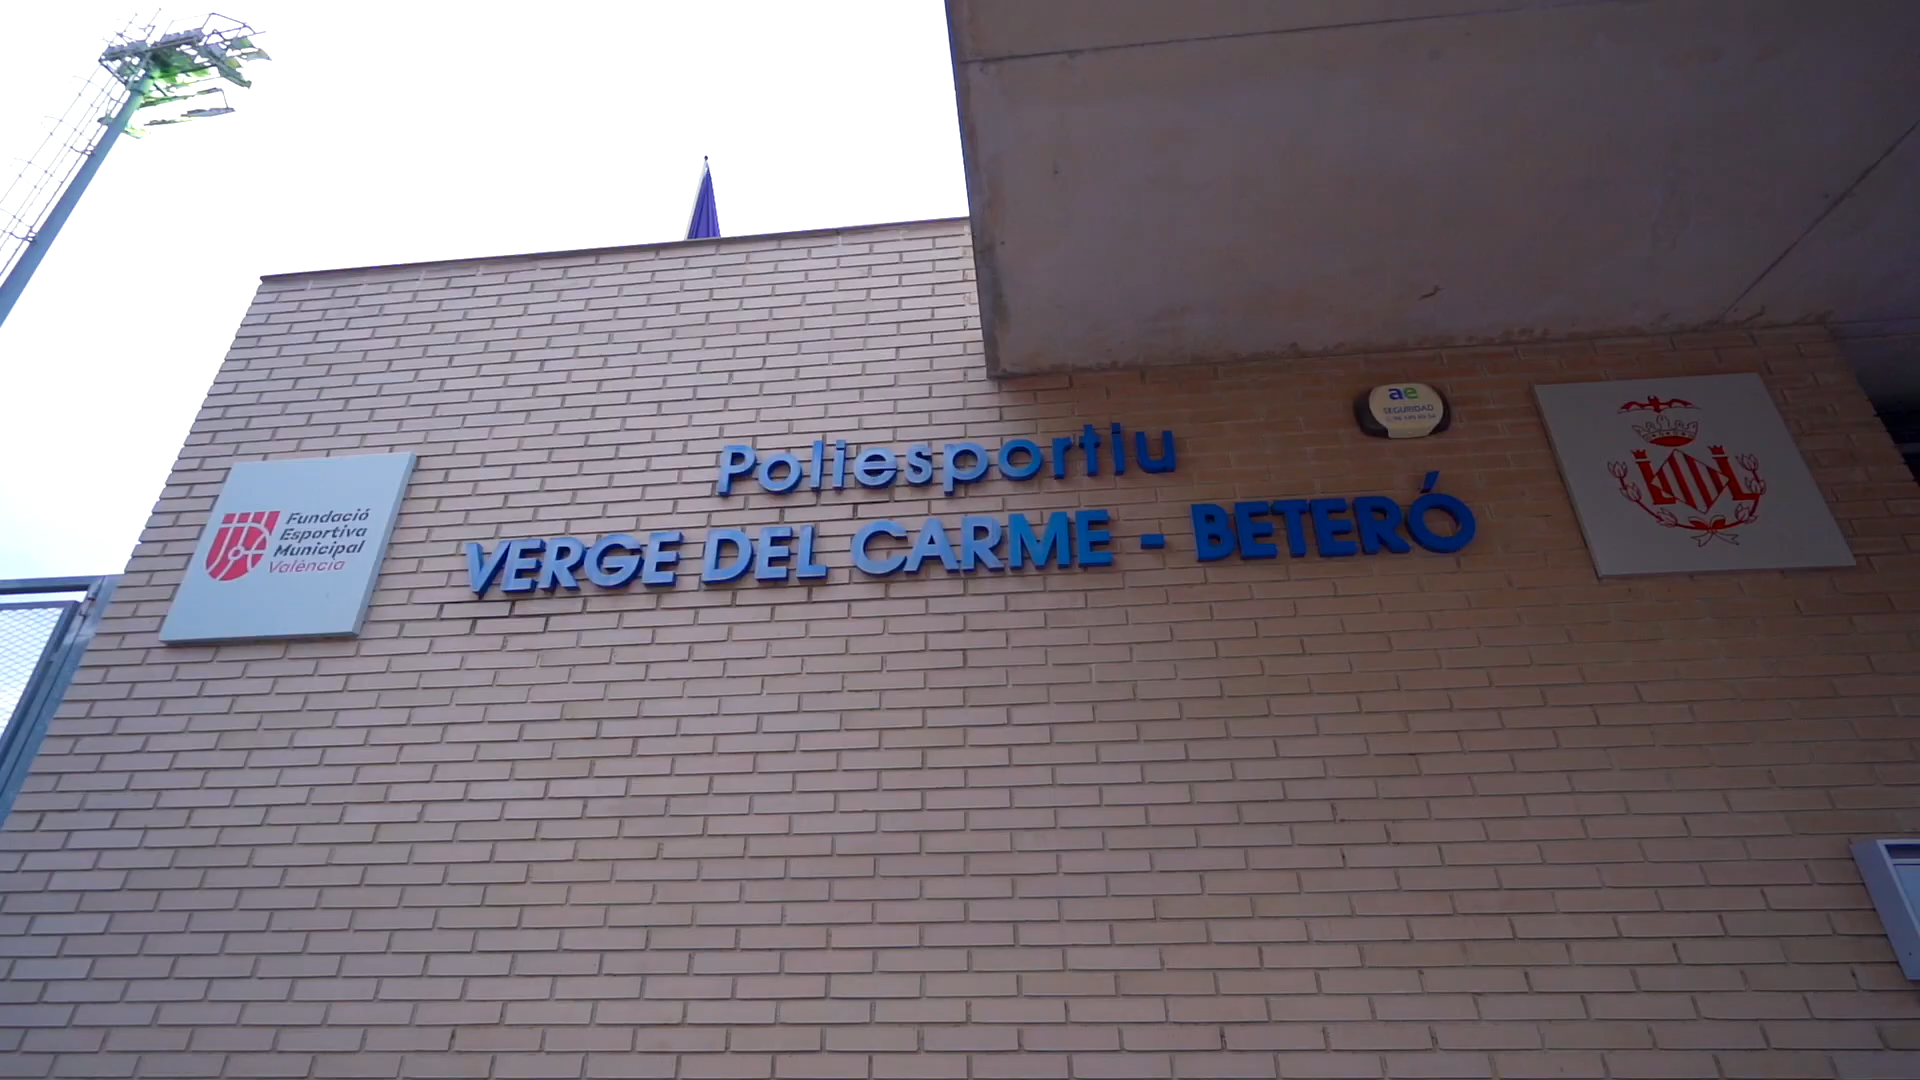 Fundació
Esportiva
Municipal
València
Poliesportiu
VERGE DEL CARME - BETERÓ
ae
SEGURIDAD